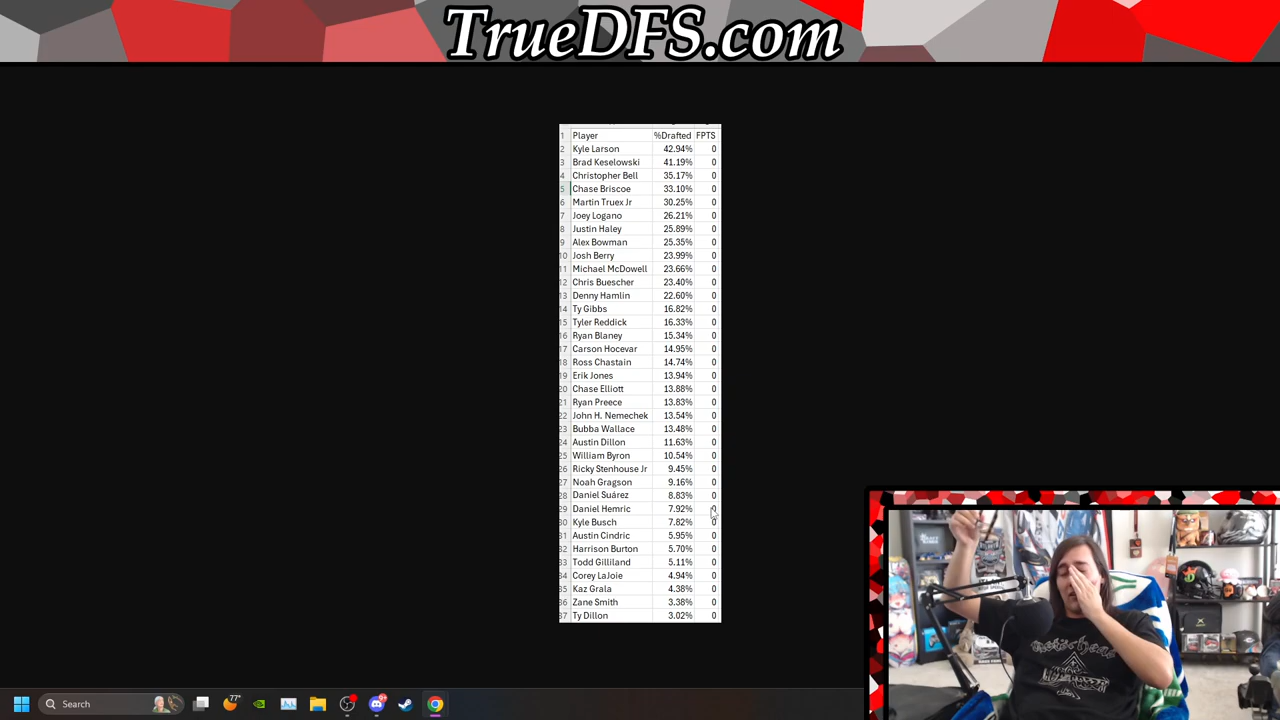 TrueDFS.com
1 Player %Drafted FPTS
2 Kyle Larson 42.94% 0
3 Brad Keselowski 41.19% 0
4 Christopher Bell 35.17% 0
5 Chase Briscoe 33.10% 0
6 Martin Truex Jr 30.25% 0
7 Joey Logano 26.21% 0
8 Justin Haley 25.89% 0
9 Alex Bowman 25.35% 0
10 Josh Berry 23.99% 0
11 Michael McDowell 23.66% 0
12 Chris Buescher 23.40% 0
13 Denny Hamlin 22.60% 0
14 Ty Gibbs 16.82% 0
15 Tyler Reddick 16.33% 0
16 Ryan Blaney 15.34% 0
17 Carson Hocevar 14.95% 0
18 Ross Chastain 14.74% 0
19 Erik Jones 13.94% 0
20 Chase Elliott 13.88% 0
21 Ryan Preece 13.83% 0
22 John H. Nemechek 13.54% 0
23 Bubba Wallace 13.48% 0
24 Austin Dillon 11.63% 0
25 William Byron 10.54% 0
26 Ricky Stenhouse Jr 9.45% 0
27 Noah Gragson 9.16% 0
28 Daniel Suárez 8.83% 0
29 Daniel Hemric 7.92% 0
30 Kyle Busch 7.82% 0
31 Austin Cindric 5.95% 0
32 Harrison Burton 5.70% 0
33 Todd Gilliland 5.11% 0
34 Corey LaJoie 4.94% 0
35 Kaz Grala 4.38% 0
36 Zane Smith 3.38% 0
37 Ty Dillon 3.02% 0
Search
77°